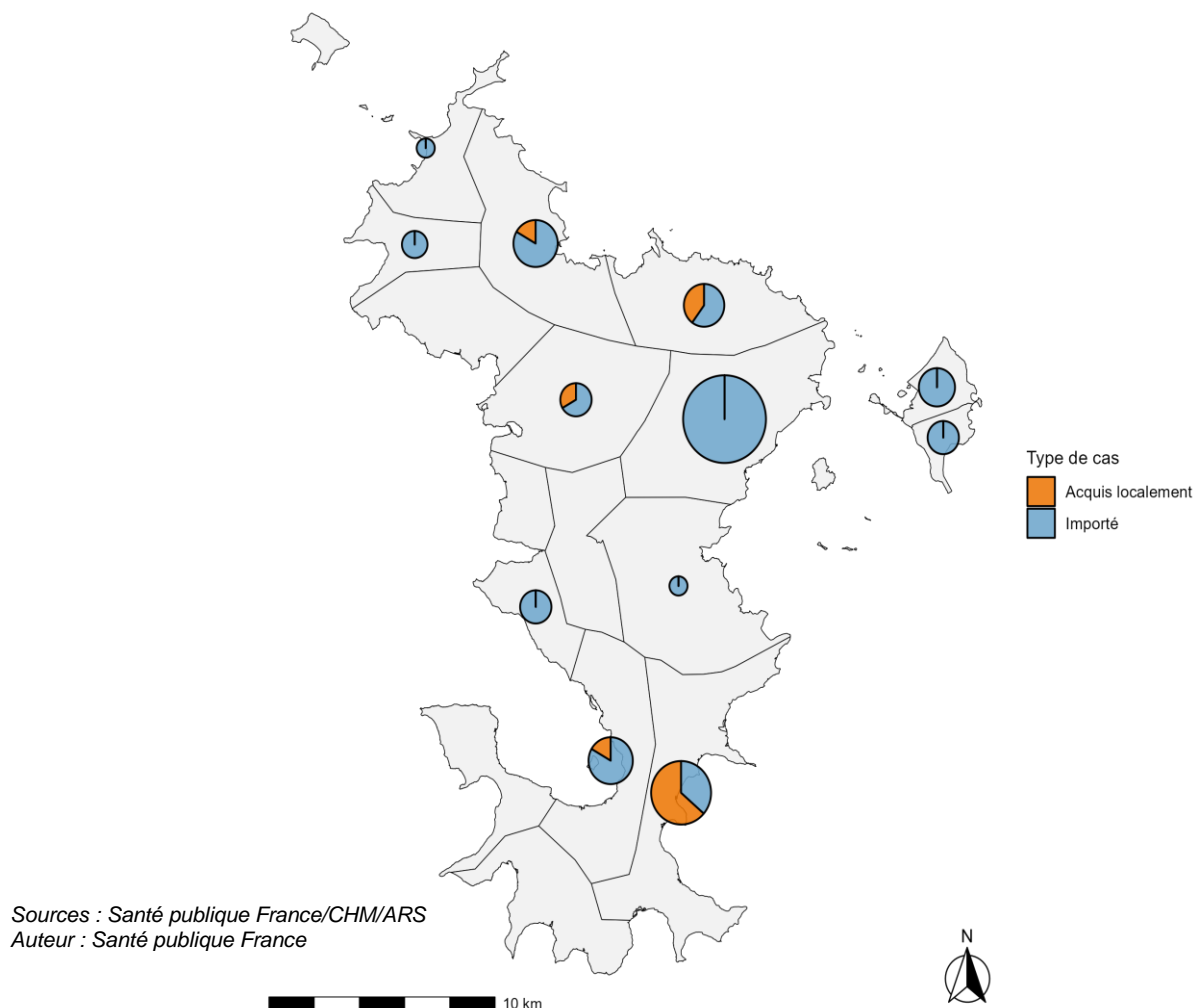 Type de cas
Acquis localement
Importé
Sources : Santé publique France/CHM/ARS
Auteur : Santé publique France
N
10 km